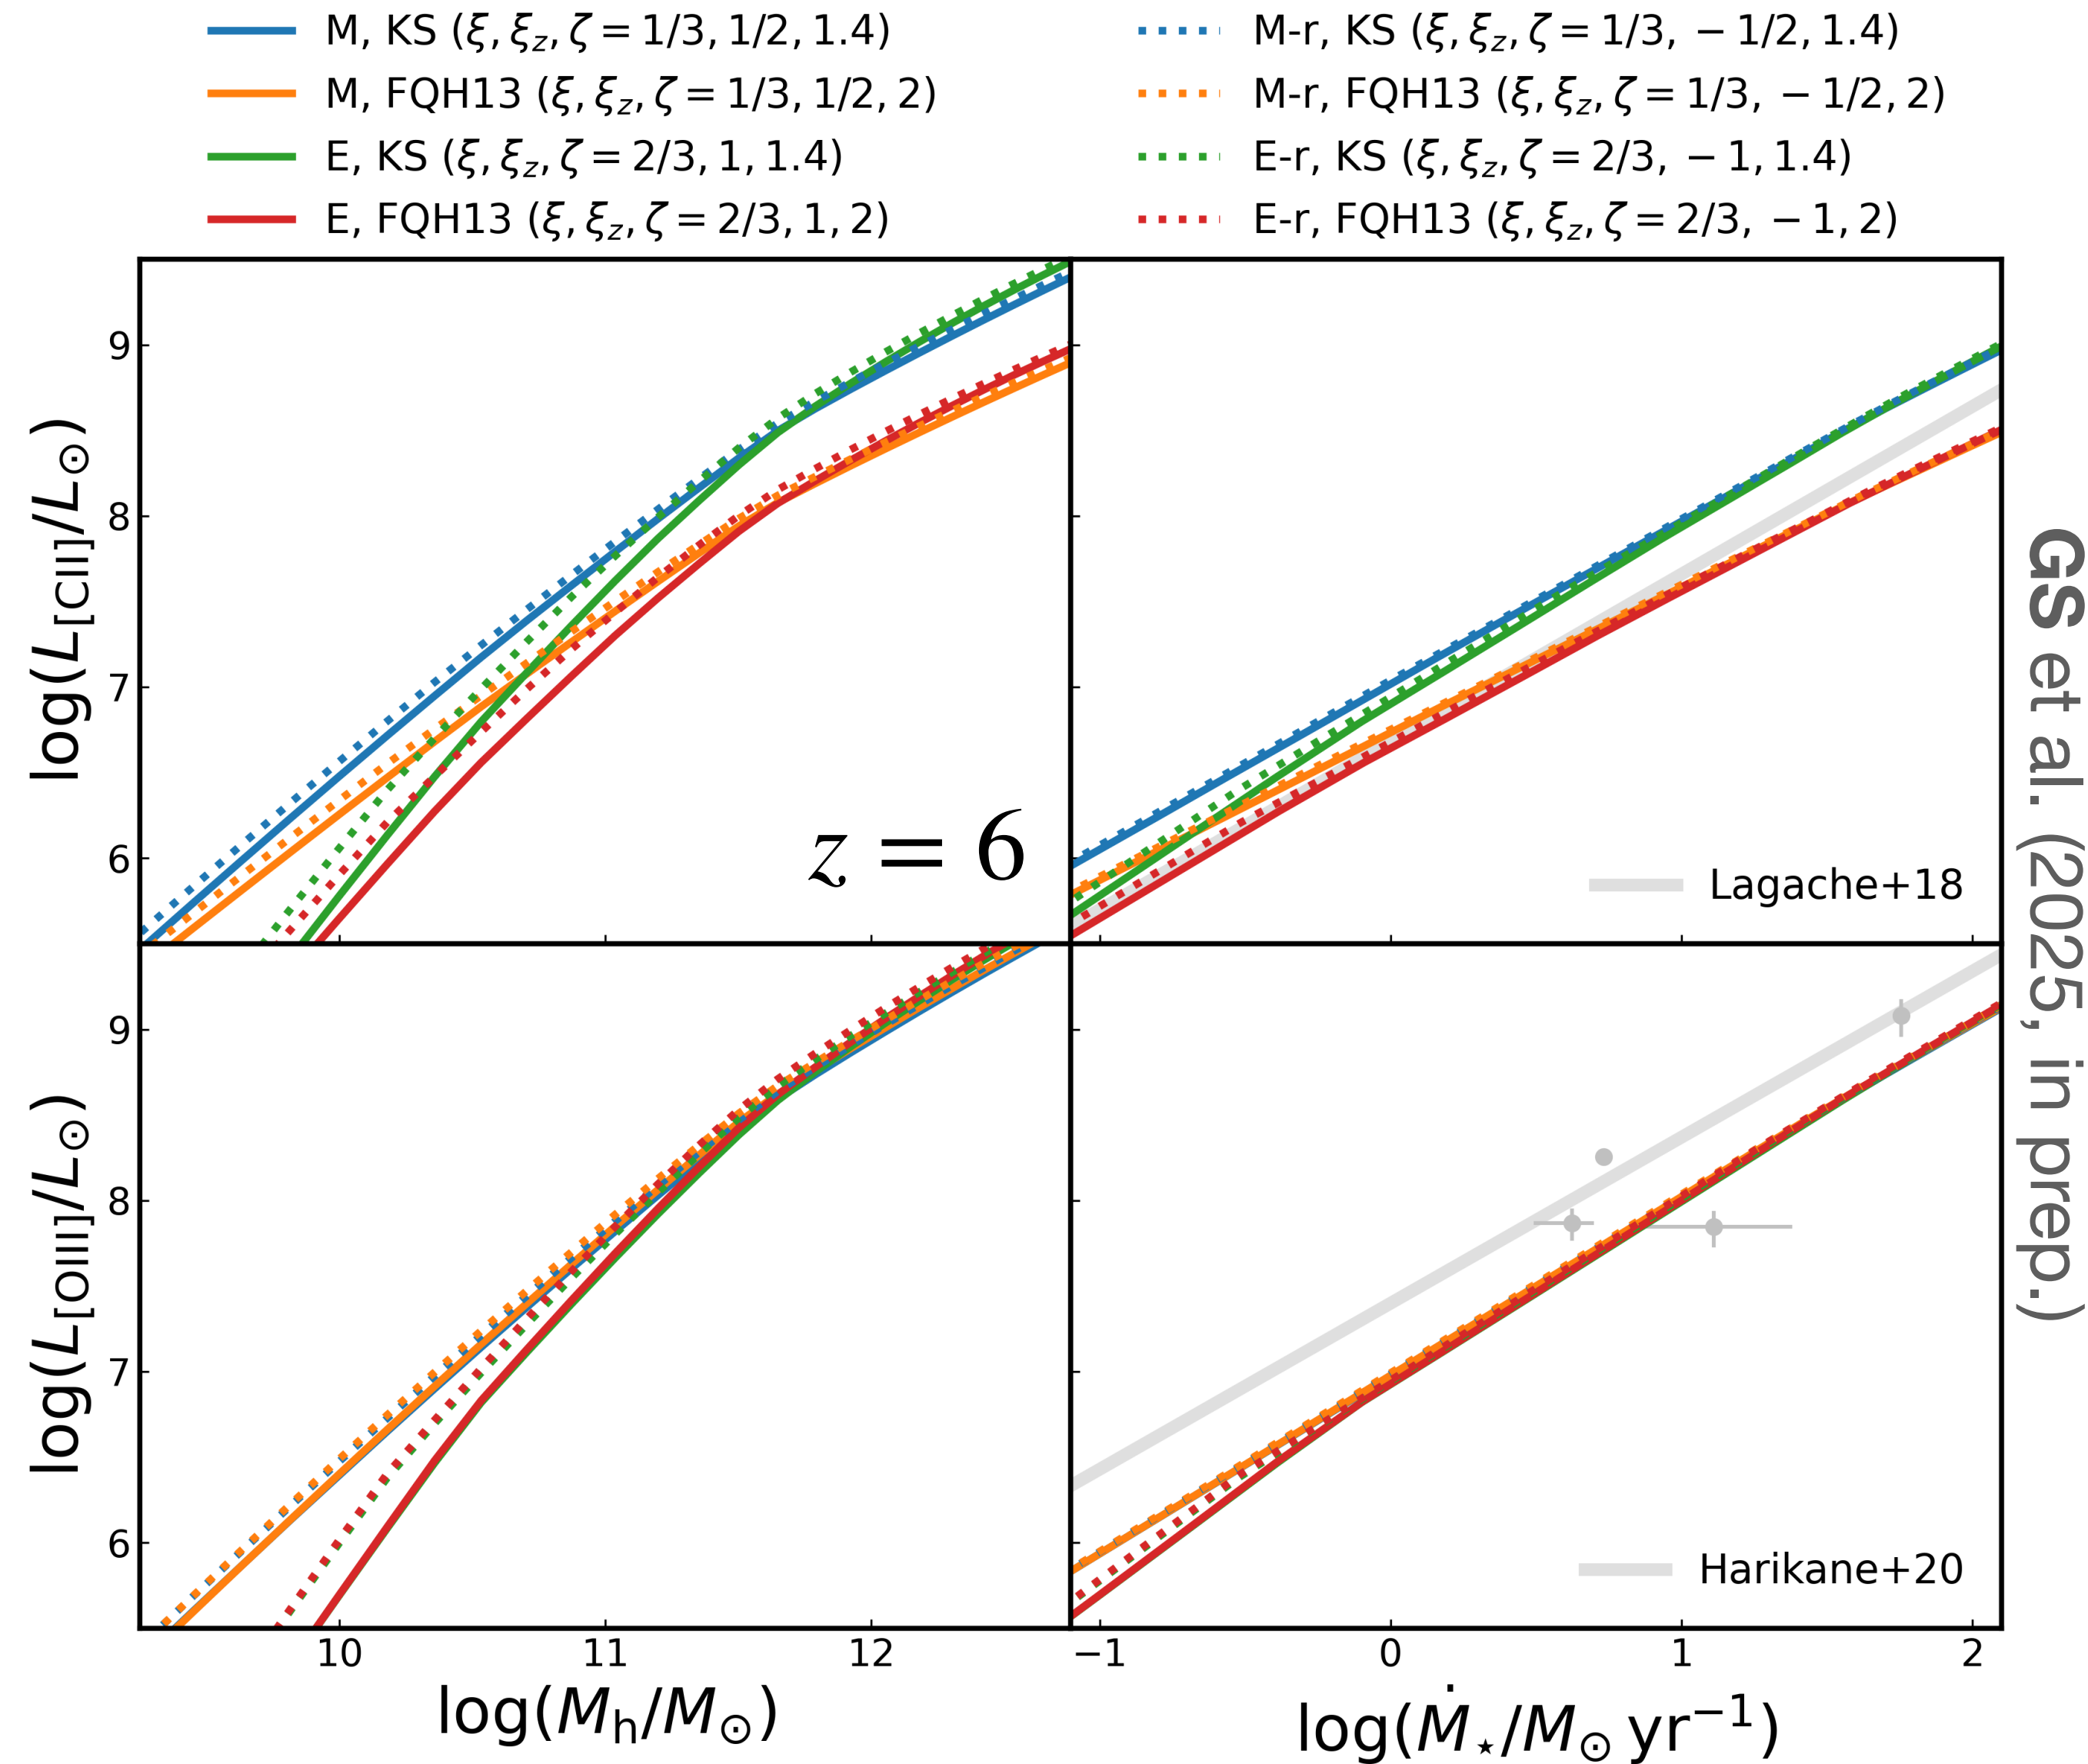 M, KS (ξ, ξ_z, ζ = 1/3, 1/2, 1.4)
M, FQH13 (ξ, ξ_z, ζ = 1/3, 1/2, 2)
E, KS (ξ, ξ_z, ζ = 2/3, 1, 1.4)
E, FQH13 (ξ, ξ_z, ζ = 2/3, 1, 2)
M-r, KS (ξ, ξ_z, ζ = 1/3, −1/2, 1.4)
M-r, FQH13 (ξ, ξ_z, ζ = 1/3, −1/2, 2)
E-r, KS (ξ, ξ_z, ζ = 2/3, −1, 1.4)
E-r, FQH13 (ξ, ξ_z, ζ = 2/3, −1, 2)
log(L_[CII]/L_⊙)
9
8
7
6
z = 6
Lagache+18
log(L_[OIII]/L_⊙)
9
8
7
6
Harikane+20
10 11 12
−1 0 1 2
log(M_h/M_⊙)
log(Ṁ_⋆/M_⊙ yr⁻¹)
GS et al. (2025, in prep.)